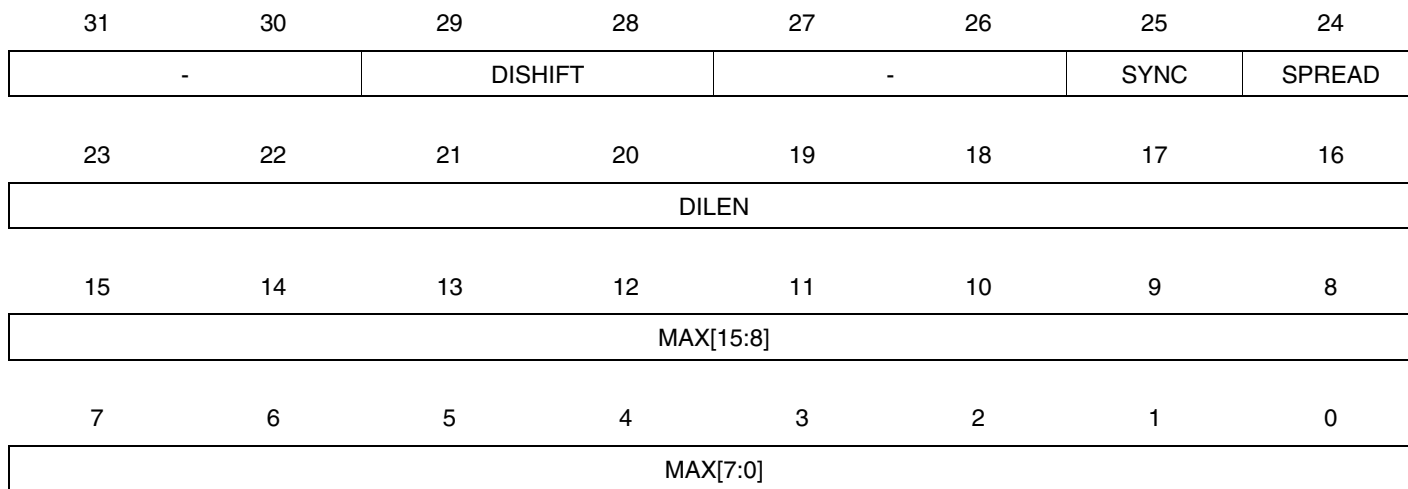 31 30 29 28 27 26 25 24
- DISHIFT - SYNC SPREAD
23 22 21 20 19 18 17 16
DILEN
15 14 13 12 11 10 9 8
MAX[15:8]
7 6 5 4 3 2 1 0
MAX[7:0]